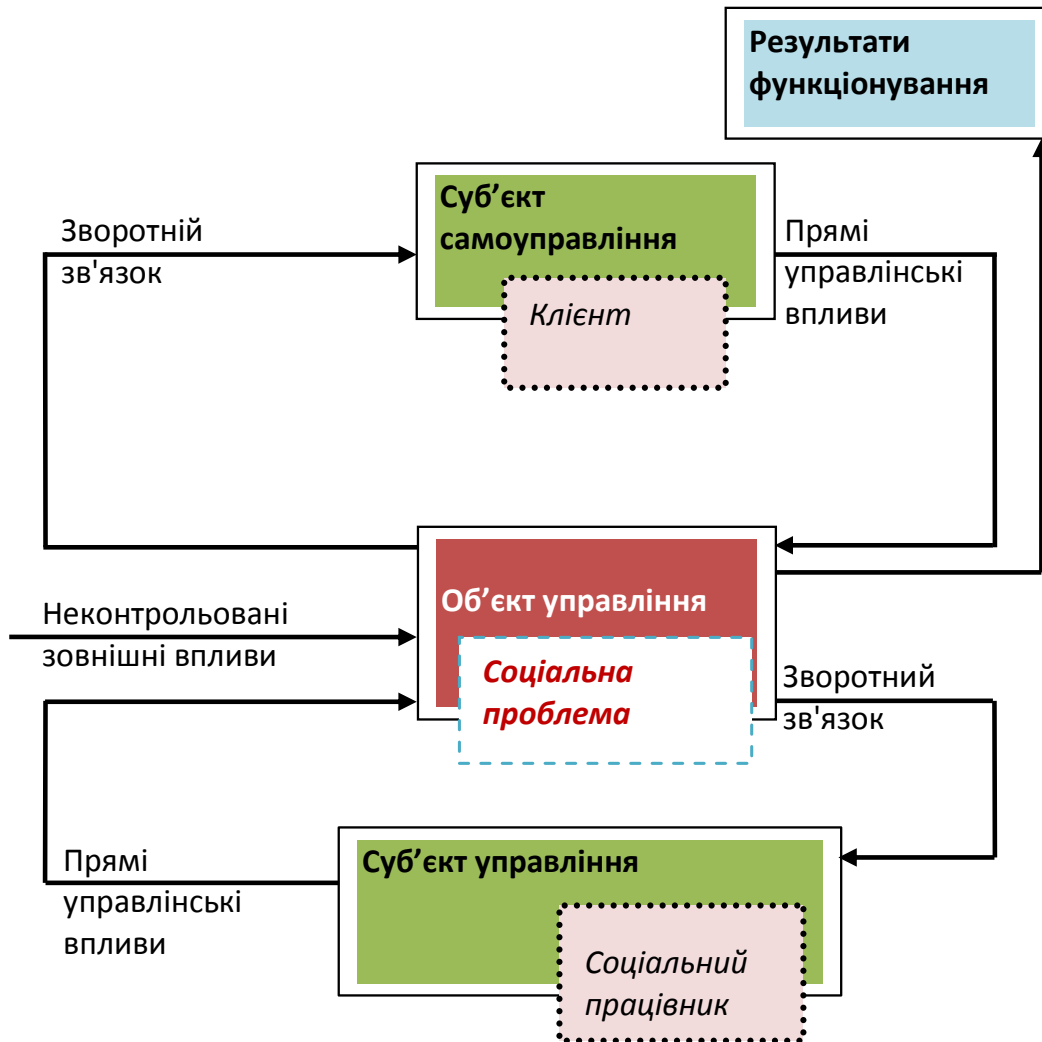 Результати
функціонування
Суб’єкт
самоуправління
Клієнт
Зворотній
зв'язок
Прямі
управлінські
впливи
Об’єкт управління
Соціальна
проблема
Неконтрольовані
зовнішні впливи
Зворотний
зв'язок
Суб’єкт управління
Соціальний
працівник
Прямі
управлінські
впливи